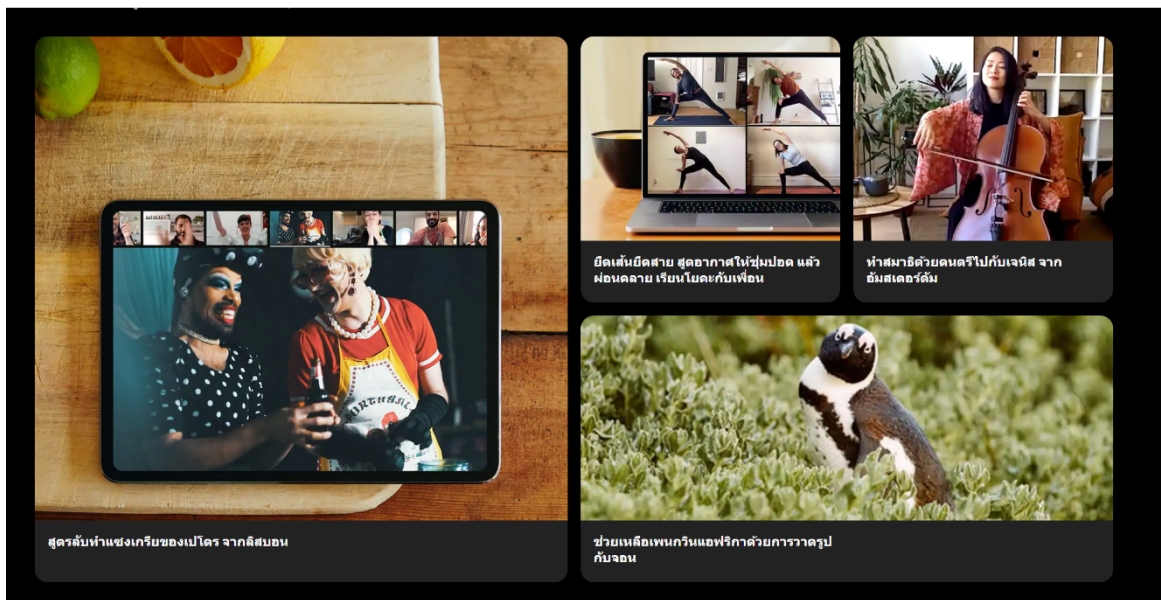 สูตรลับทำแซงเกรียของเปโดร จากลิสบอน
ยืดเส้นยืดสาย สูดอากาศให้ชุ่มปอด แล้ว
ผ่อนคลาย เรียนโยคะกับเพื่อน
ทำสมาธิด้วยดนตรีไปกับเจนิส จาก
อัมสเตอร์ดัม
ช่วยเหลือเพนกวินแอฟริกาด้วยการวาดรูป
กับจอน